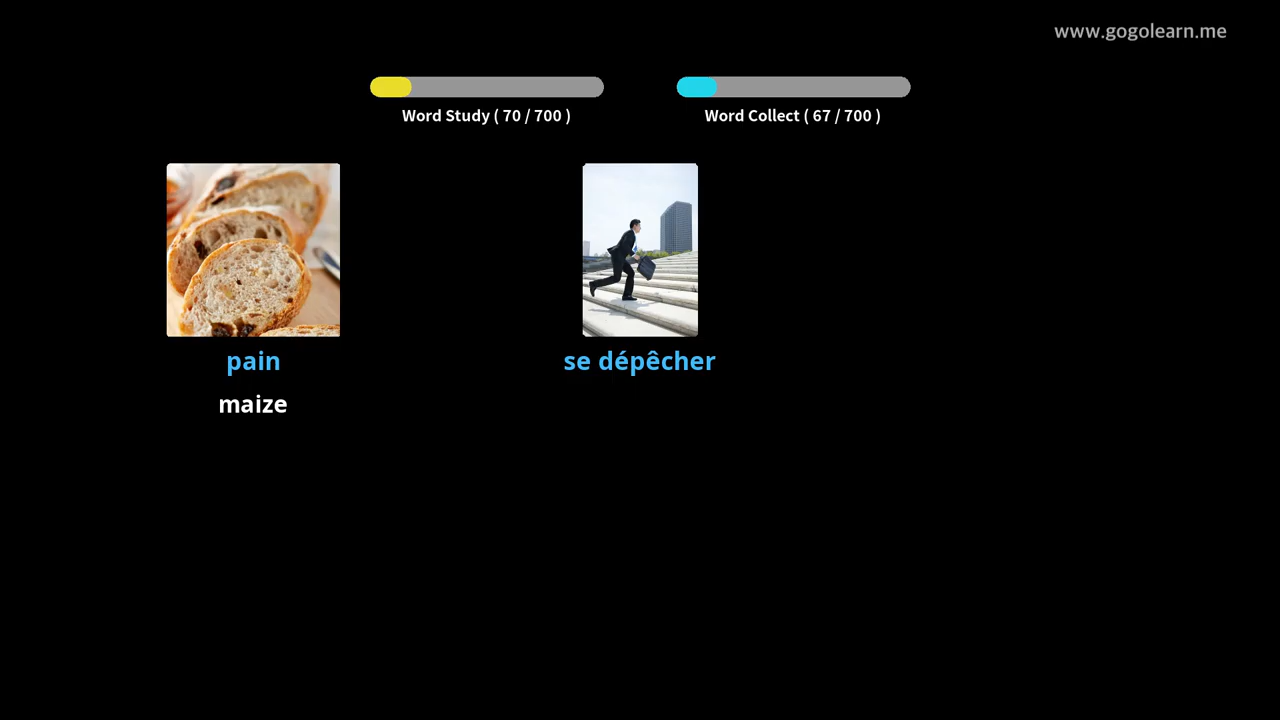 www.gogolearn.me
Word Study ( 70 / 700 )
Word Collect ( 67 / 700 )
pain
maize
se dépêcher